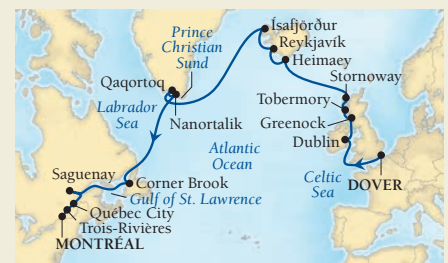 Ísafjörður
Prince
Christian
Sund
Reykjavík
Heimaey
Stornoway
Qaqortoq
Labrador
Sea
Nanortalik
Tobermory
Greenock
Dublin
Atlantic
Ocean
Saguenay
Corner Brook
Celtic
Sea
DOVER
Gulf of St. Lawrence
Québec City
Trois-Rivières
MONTRÉAL